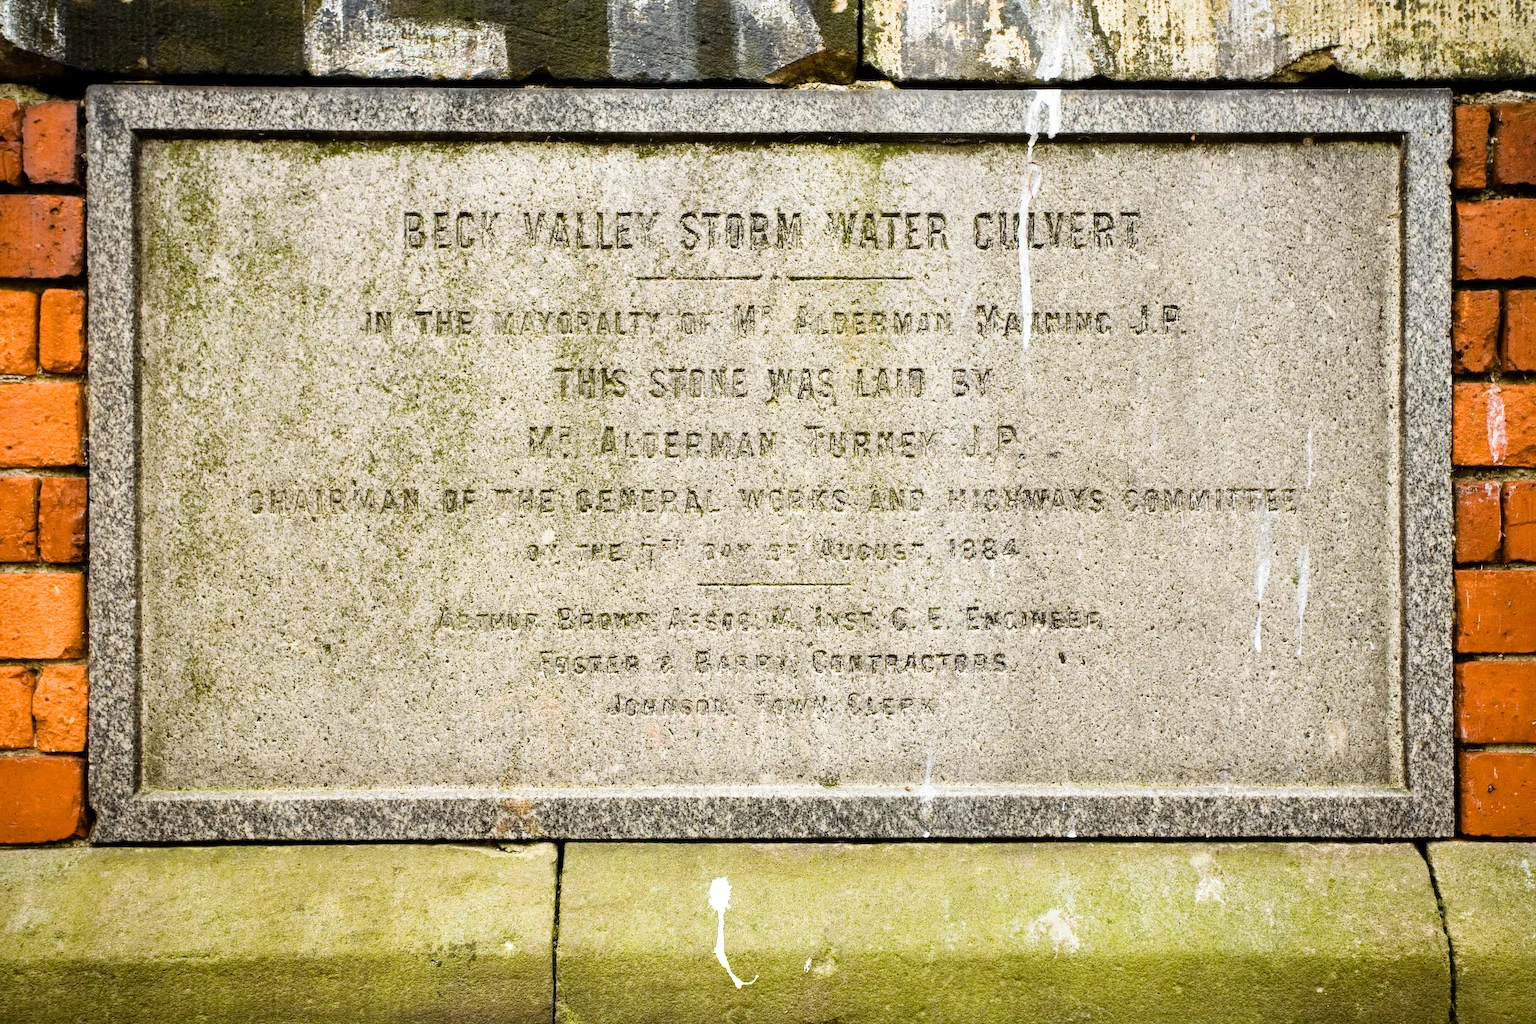 BECK VALLEY STORM WATER CULVERT
IN THE MAYORALTY OF MR. ALDERMAN MANNING J.P.
THIS STONE WAS LAID BY
MR. ALDERMAN TURNEY J.P.
CHAIRMAN OF THE GENERAL WORKS AND HIGHWAYS COMMITTEE
ON THE 7TH DAY OF AUGUST, 1884.
ARTHUR BROWN, ASSOC. M. INST. C. E. ENGINEER.
FOSTER & BARRY, CONTRACTORS.
JOHNSON, TOWN CLERK